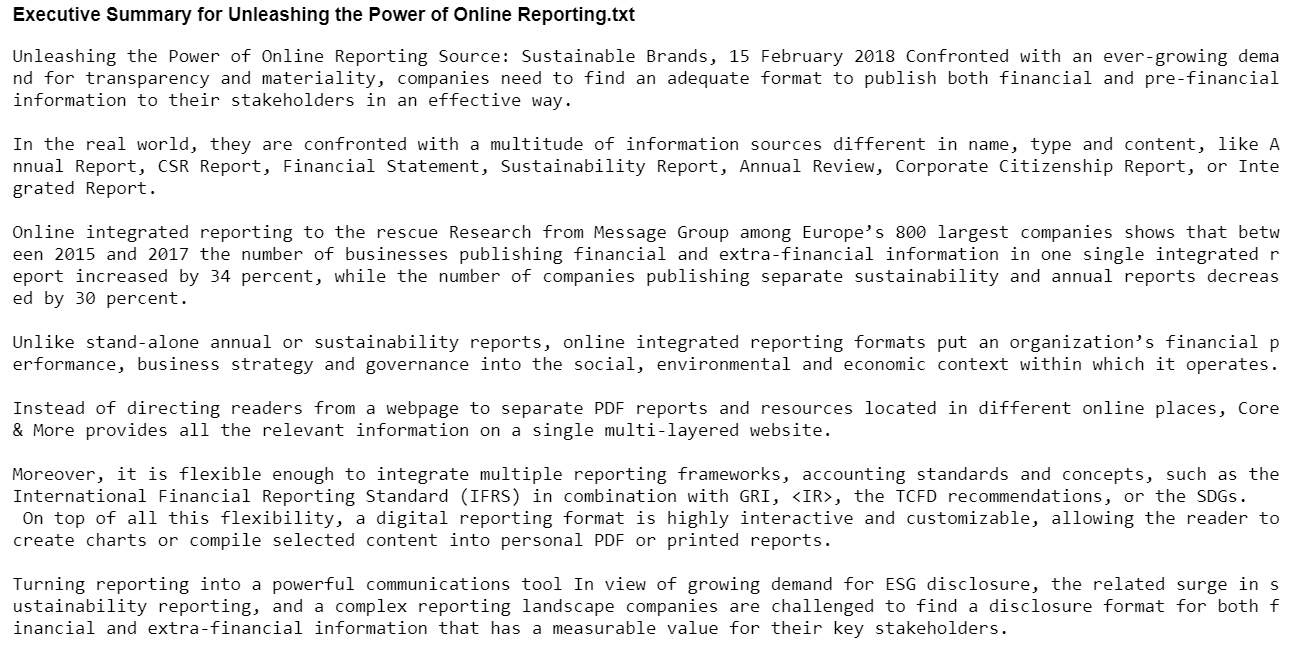 Executive Summary for Unleashing the Power of Online Reporting.txt
Unleashing the Power of Online Reporting Source: Sustainable Brands, 15 February 2018 Confronted with an ever-growing dema
nd for transparency and materiality, companies need to find an adequate format to publish both financial and pre-financial
information to their stakeholders in an effective way.
In the real world, they are confronted with a multitude of information sources different in name, type and content, like A
nnual Report, CSR Report, Financial Statement, Sustainability Report, Annual Review, Corporate Citizenship Report, or Inte
grated Report.
Online integrated reporting to the rescue Research from Message Group among Europe’s 800 largest companies shows that betw
een 2015 and 2017 the number of businesses publishing financial and extra-financial information in one single integrated r
eport increased by 34 percent, while the number of companies publishing separate sustainability and annual reports decreas
ed by 30 percent.
Unlike stand-alone annual or sustainability reports, online integrated reporting formats put an organization’s financial p
erformance, business strategy and governance into the social, environmental and economic context within which it operates.
Instead of directing readers from a webpage to separate PDF reports and resources located in different online places, Core
& More provides all the relevant information on a single multi-layered website.
Moreover, it is flexible enough to integrate multiple reporting frameworks, accounting standards and concepts, such as the
International Financial Reporting Standard (IFRS) in combination with GRI, <IR>, the TCFD recommendations, or the SDGs.
On top of all this flexibility, a digital reporting format is highly interactive and customizable, allowing the reader to
create charts or compile selected content into personal PDF or printed reports.
Turning reporting into a powerful communications tool In view of growing demand for ESG disclosure, the related surge in s
ustainability reporting, and a complex reporting landscape companies are challenged to find a disclosure format for both f
inancial and extra-financial information that has a measurable value for their key stakeholders.